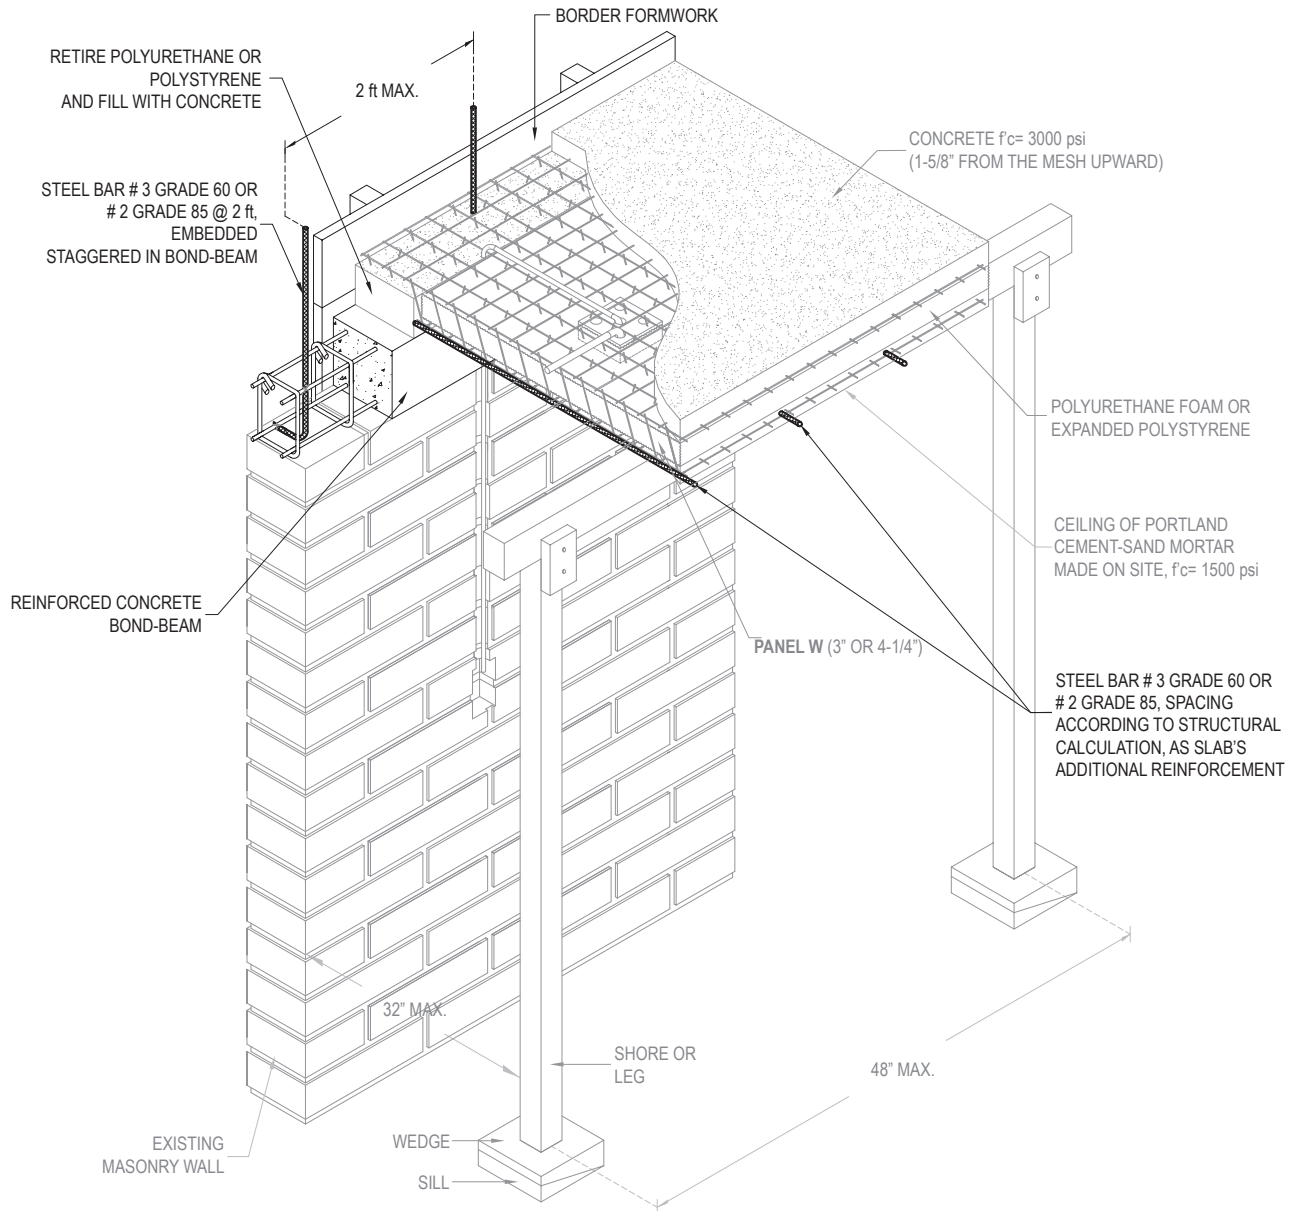 BORDER FORMWORK
RETIRE POLYURETHANE OR
POLYSTYRENE
AND FILL WITH CONCRETE
2 ft MAX.
CONCRETE f'c= 3000 psi
(1-5/8" FROM THE MESH UPWARD)
STEEL BAR # 3 GRADE 60 OR
# 2 GRADE 85 @ 2 ft,
EMBEDDED
STAGGERED IN BOND-BEAM
POLYURETHANE FOAM OR
EXPANDED POLYSTYRENE
CEILING OF PORTLAND
CEMENT-SAND MORTAR
MADE ON SITE, f'c= 1500 psi
REINFORCED CONCRETE
BOND-BEAM
PANEL W (3" OR 4-1/4")
STEEL BAR # 3 GRADE 60 OR
# 2 GRADE 85, SPACING
ACCORDING TO STRUCTURAL
CALCULATION, AS SLAB'S
ADDITIONAL REINFORCEMENT
32" MAX.
SHORE OR
LEG
48" MAX.
EXISTING
MASONRY WALL
WEDGE
SILL